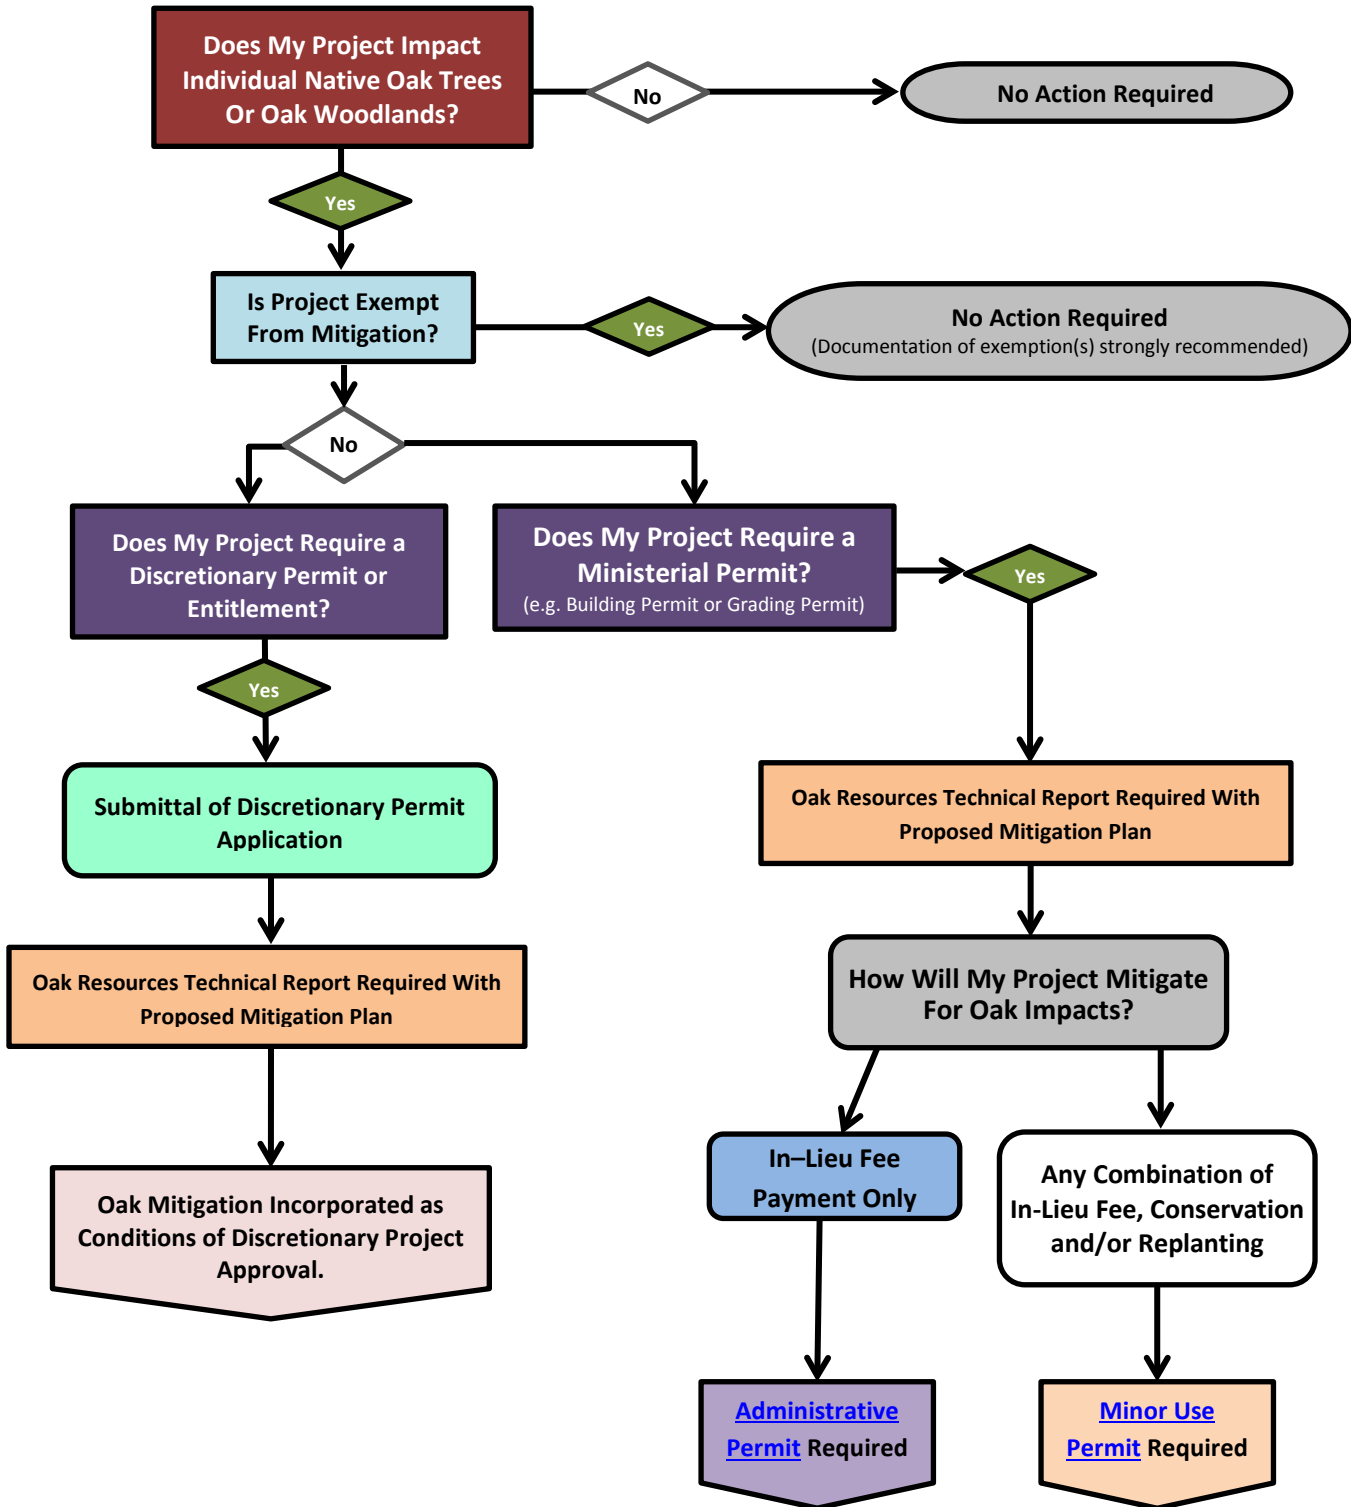 Does My Project Impact
Individual Native Oak Trees
Or Oak Woodlands?
No
No Action Required
Yes
Is Project Exempt
From Mitigation?
Yes
No Action Required
(Documentation of exemption(s) strongly recommended)
No
Does My Project Require a
Discretionary Permit or
Entitlement?
Does My Project Require a
Ministerial Permit?
(e.g. Building Permit or Grading Permit)
Yes
Yes
Submittal of Discretionary Permit
Application
Oak Resources Technical Report Required With
Proposed Mitigation Plan
Oak Resources Technical Report Required With
Proposed Mitigation Plan
How Will My Project Mitigate
For Oak Impacts?
Oak Mitigation Incorporated as
Conditions of Discretionary Project
Approval.
In–Lieu Fee
Payment Only
Any Combination of
In-Lieu Fee, Conservation
and/or Replanting
Administrative
Permit Required
Minor Use
Permit Required